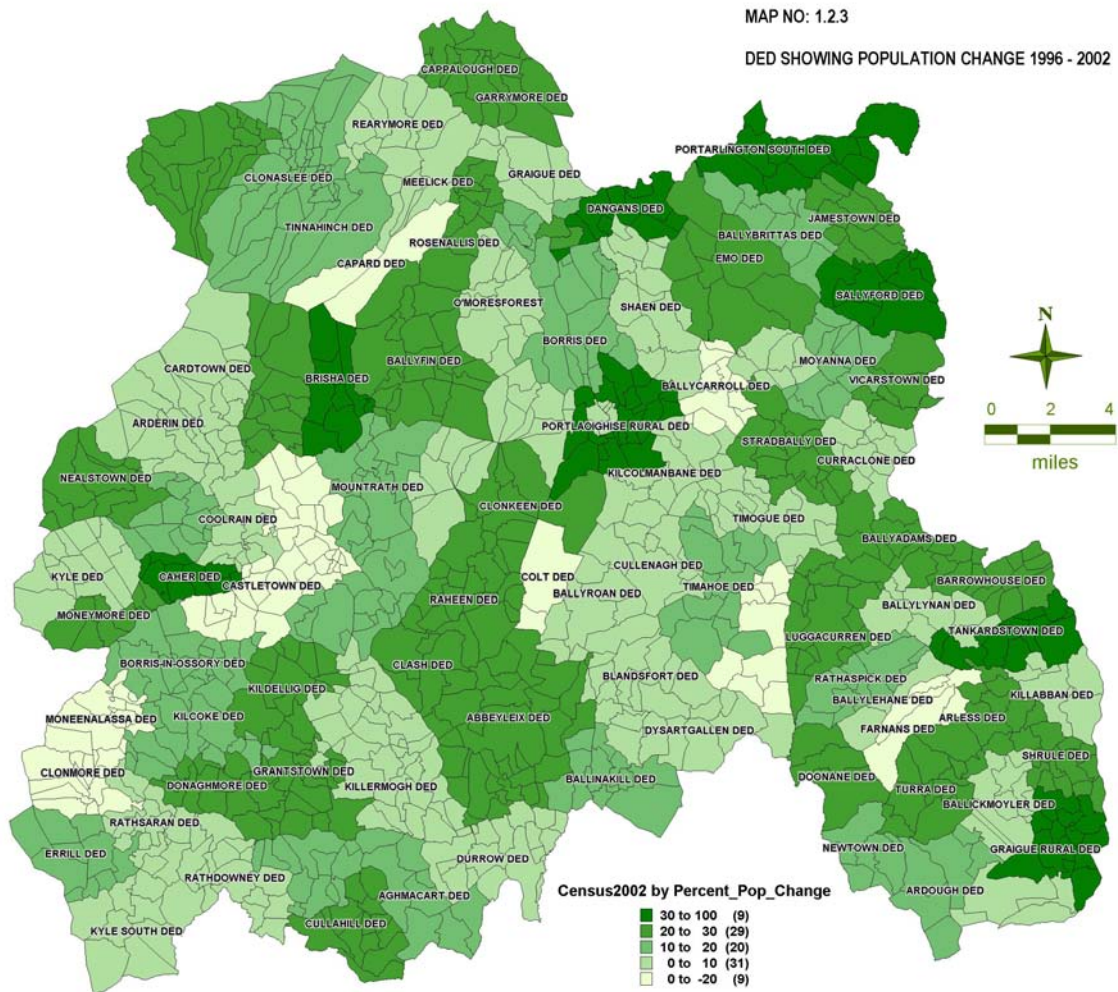 MAP NO: 1.2.3
DED SHOWING POPULATION CHANGE 1996 - 2002
CAPPALOUGH DED
GARRYMORE DED
REARYMORE DED
PORTARLINGTON SOUTH DED
CLONASLEE DED
MEELICK DED
GRAIGUE DED
DANGANS DED
JAMESTOWN DED
TINNAHINCH DED
BALLYBRITTAS DED
ROSENALLIS DED
EMO DED
CAPARD DED
SALLYFORD DED
O'MORESFOREST
SHAEN DED
N
BORRIS DED
CARDTOWN DED
BALLYFIN DED
MOYANNA DED
BRISHA DED
BALLYCARROLL DED
VICARSTOWN DED
0 2 4
miles
ARDERIN DED
PORTLAOIGHISE RURAL DED
STRADBALLY DED
CURRACLONE DED
NEALSTOWN DED
MOUNTRATH DED
KILCOLMANBANE DED
CLONKEEN DED
COOLRAIN DED
TIMOGUE DED
BALLYADAMS DED
CULLENAGH DED
KYLE DED
CAHER DED
COLT DED
CASTLETOWN DED
BARROWHOUSE DED
TIMAHOE DED
BALLYROAN DED
RAHEEN DED
BALLYLYNAN DED
MONEYMORE DED
TANKARDSTOWN DED
LUGGACURREN DED
BORRIS-IN-OSSORY DED
CLASH DED
BLANDSFORT DED
RATHASPICK DED
KILDELLIG DED
BALLYLEHANE DED
KILLABBAN DED
MONEENALASSA DED
KILCOKE DED
ABBEYLEIX DED
ARLESS DED
FARNANS DED
DYSARTGALLEN DED
SHRULE DED
CLONMORE DED
GRANTSTOWN DED
DONAGHMORE DED
BALLINAKILL DED
DOONANE DED
KILLERMOGH DED
TURRA DED
BALLICKMOYLER DED
RATHSARAN DED
ERRILL DED
NEWTOWN DED
GRAIGUE RURAL DED
DURROW DED
RATHDOWNEY DED
AGHMACART DED
ARDOUGH DED
CULLAHILL DED
KYLE SOUTH DED
Census2002 by Percent_Pop_Change
30 to 100 (9)
20 to 30 (29)
10 to 20 (20)
0 to 10 (31)
0 to -20 (9)